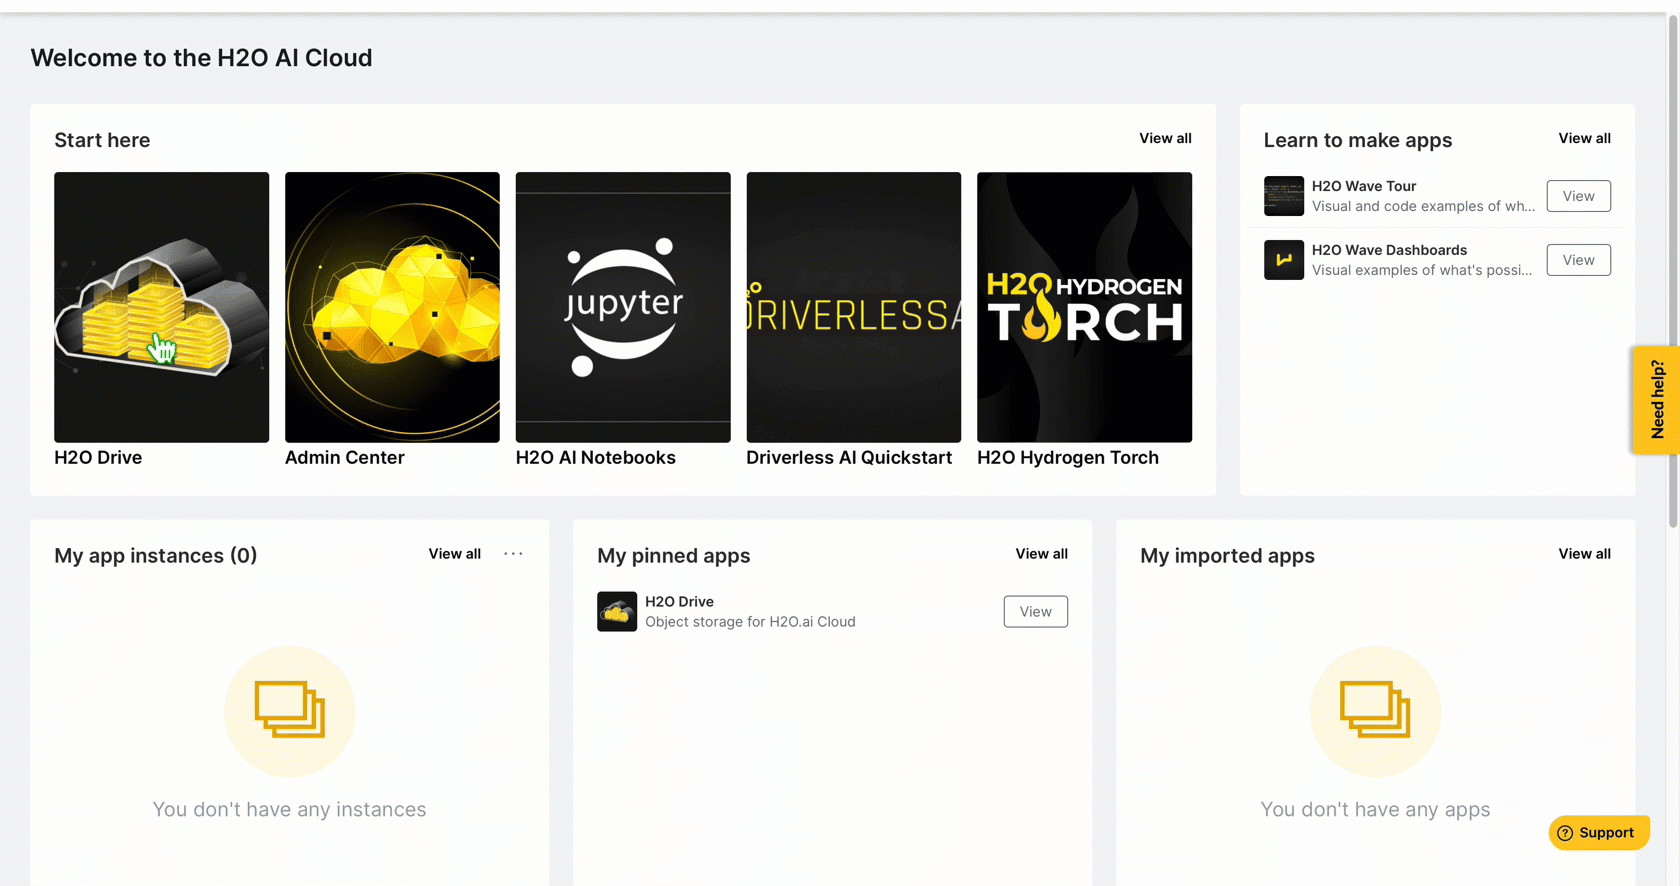 Welcome to the H2O AI Cloud
Start here
View all
jupyter
H2O
DRIVERLESSA
H2O HYDROGEN
TORCH
H2O Drive
Admin Center
H2O AI Notebooks
Driverless AI Quickstart
H2O Hydrogen Torch
Learn to make apps
View all
H2O Wave Tour
Visual and code examples of wh...
View
H2O Wave Dashboards
Visual examples of what's possi...
View
Need help?
My app instances (0)
View all
You don't have any instances
My pinned apps
View all
H2O Drive
Object storage for H2O.ai Cloud
View
My imported apps
View all
You don't have any apps
Support